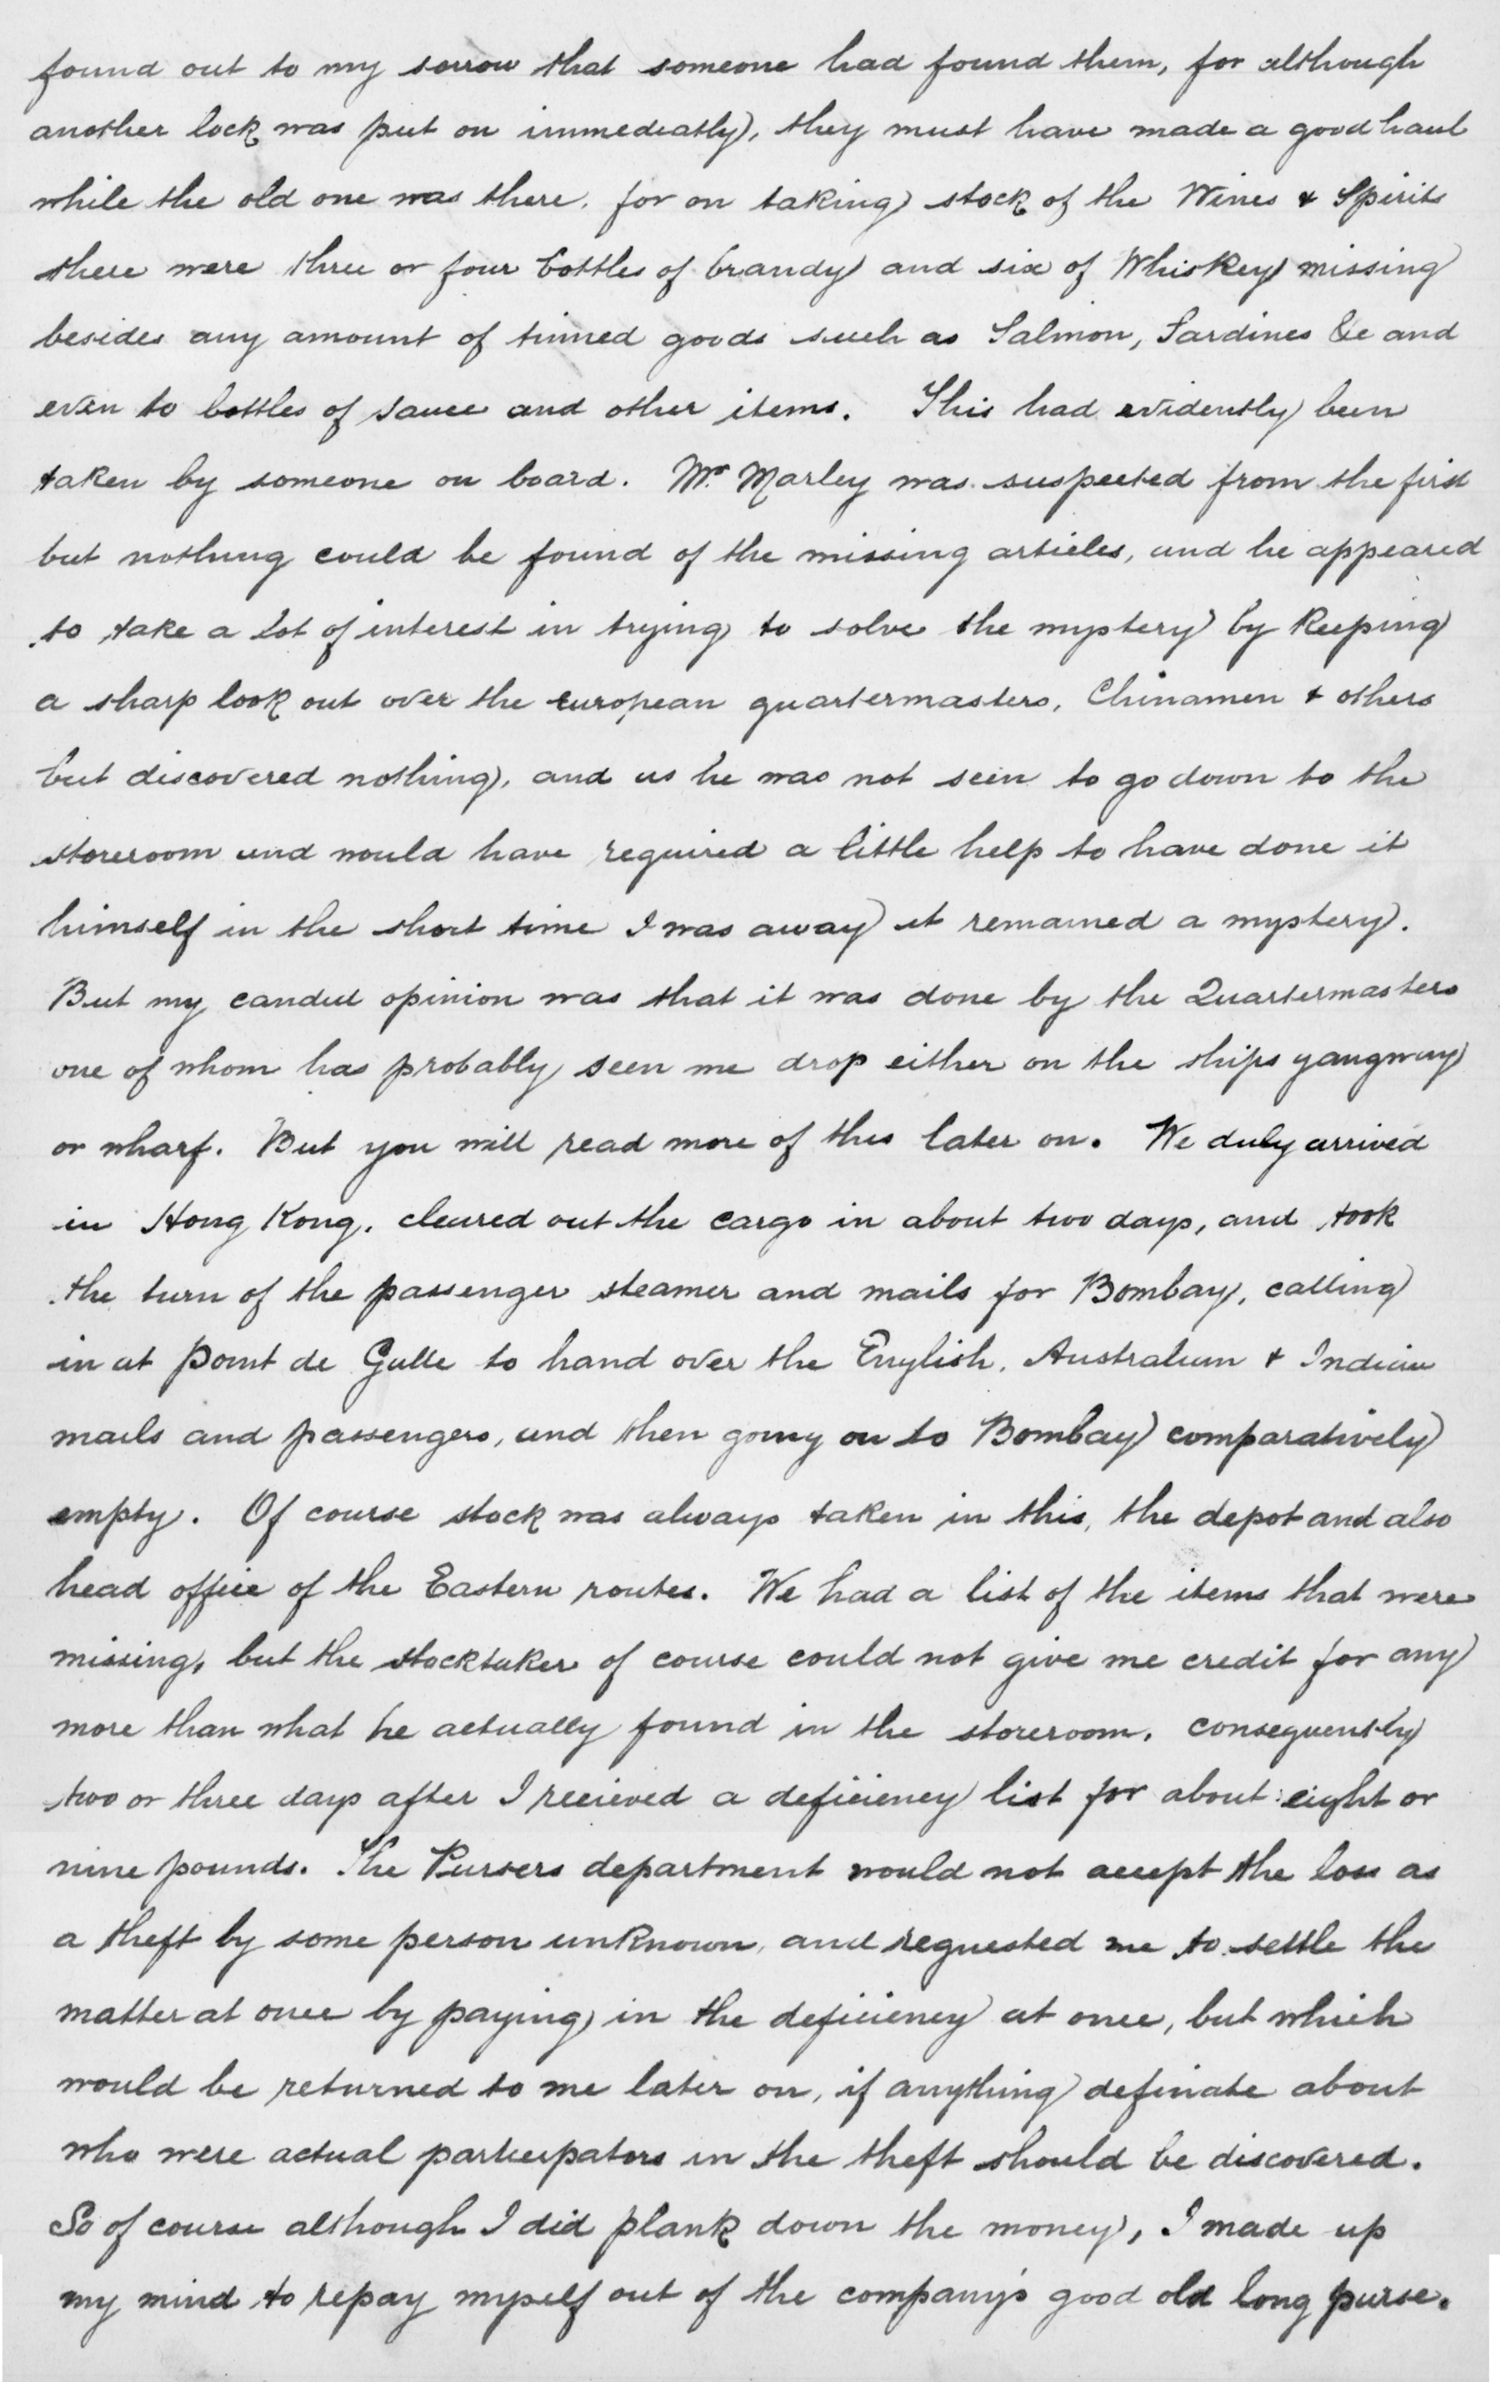 found out to my sorrow that someone had found them, for although
another lock was put on immedeatly, they must have made a good haul
while the old one was there, for on taking stock of the Wines & Spirits
there were three or four bottles of brandy and six of Whiskey missing
besides any amount of tinned goods such as Salmon, Sardines &c and
even to bottles of sauce and other items. This had evidently been
taken by someone on board. Mr. Marley was suspected from the first
but nothing could be found of the missing articles, and he appeared
to take a lot of interest in trying to solve the mystery by keeping
a sharp look out over the european quartermasters, Chinamen & others
but discovered nothing, and as he was not seen to go down to the
storeroom and would have required a little help to have done it
himself in the short time I was away it remained a mystery.
But my candid opinion was that it was done by the Quartermasters
one of whom has probably seen me drop either on the ships gangway
or wharf. But you will read more of this later on. We duly arrived
in Hong Kong, cleared out the cargo in about two days, and took
the turn of the passenger steamer and mails for Bombay, calling
in at Point de Galle to hand over the English, Australian & Indian
mails and passengers, and then going on to Bombay comparatively
empty. Of course stock was always taken in this, the depot and also
head office of the Eastern routes. We had a list of the items that were
missing, but the stocktaker of course could not give me credit for any
more than what he actually found in the storeroom, consequently
two or three days after I recieved a deficiency list for about eight or
nine pounds. The Pursers department would not accept the loss as
a theft by some person unknown, and requested me to settle the
matter at once by paying in the deficiency at once, but which
would be returned to me later on, if anything definate about
who were actual participators in the theft should be discovered.
So of course although I did plank down the money, I made up
my mind to repay myself out of the company's good old long purse.